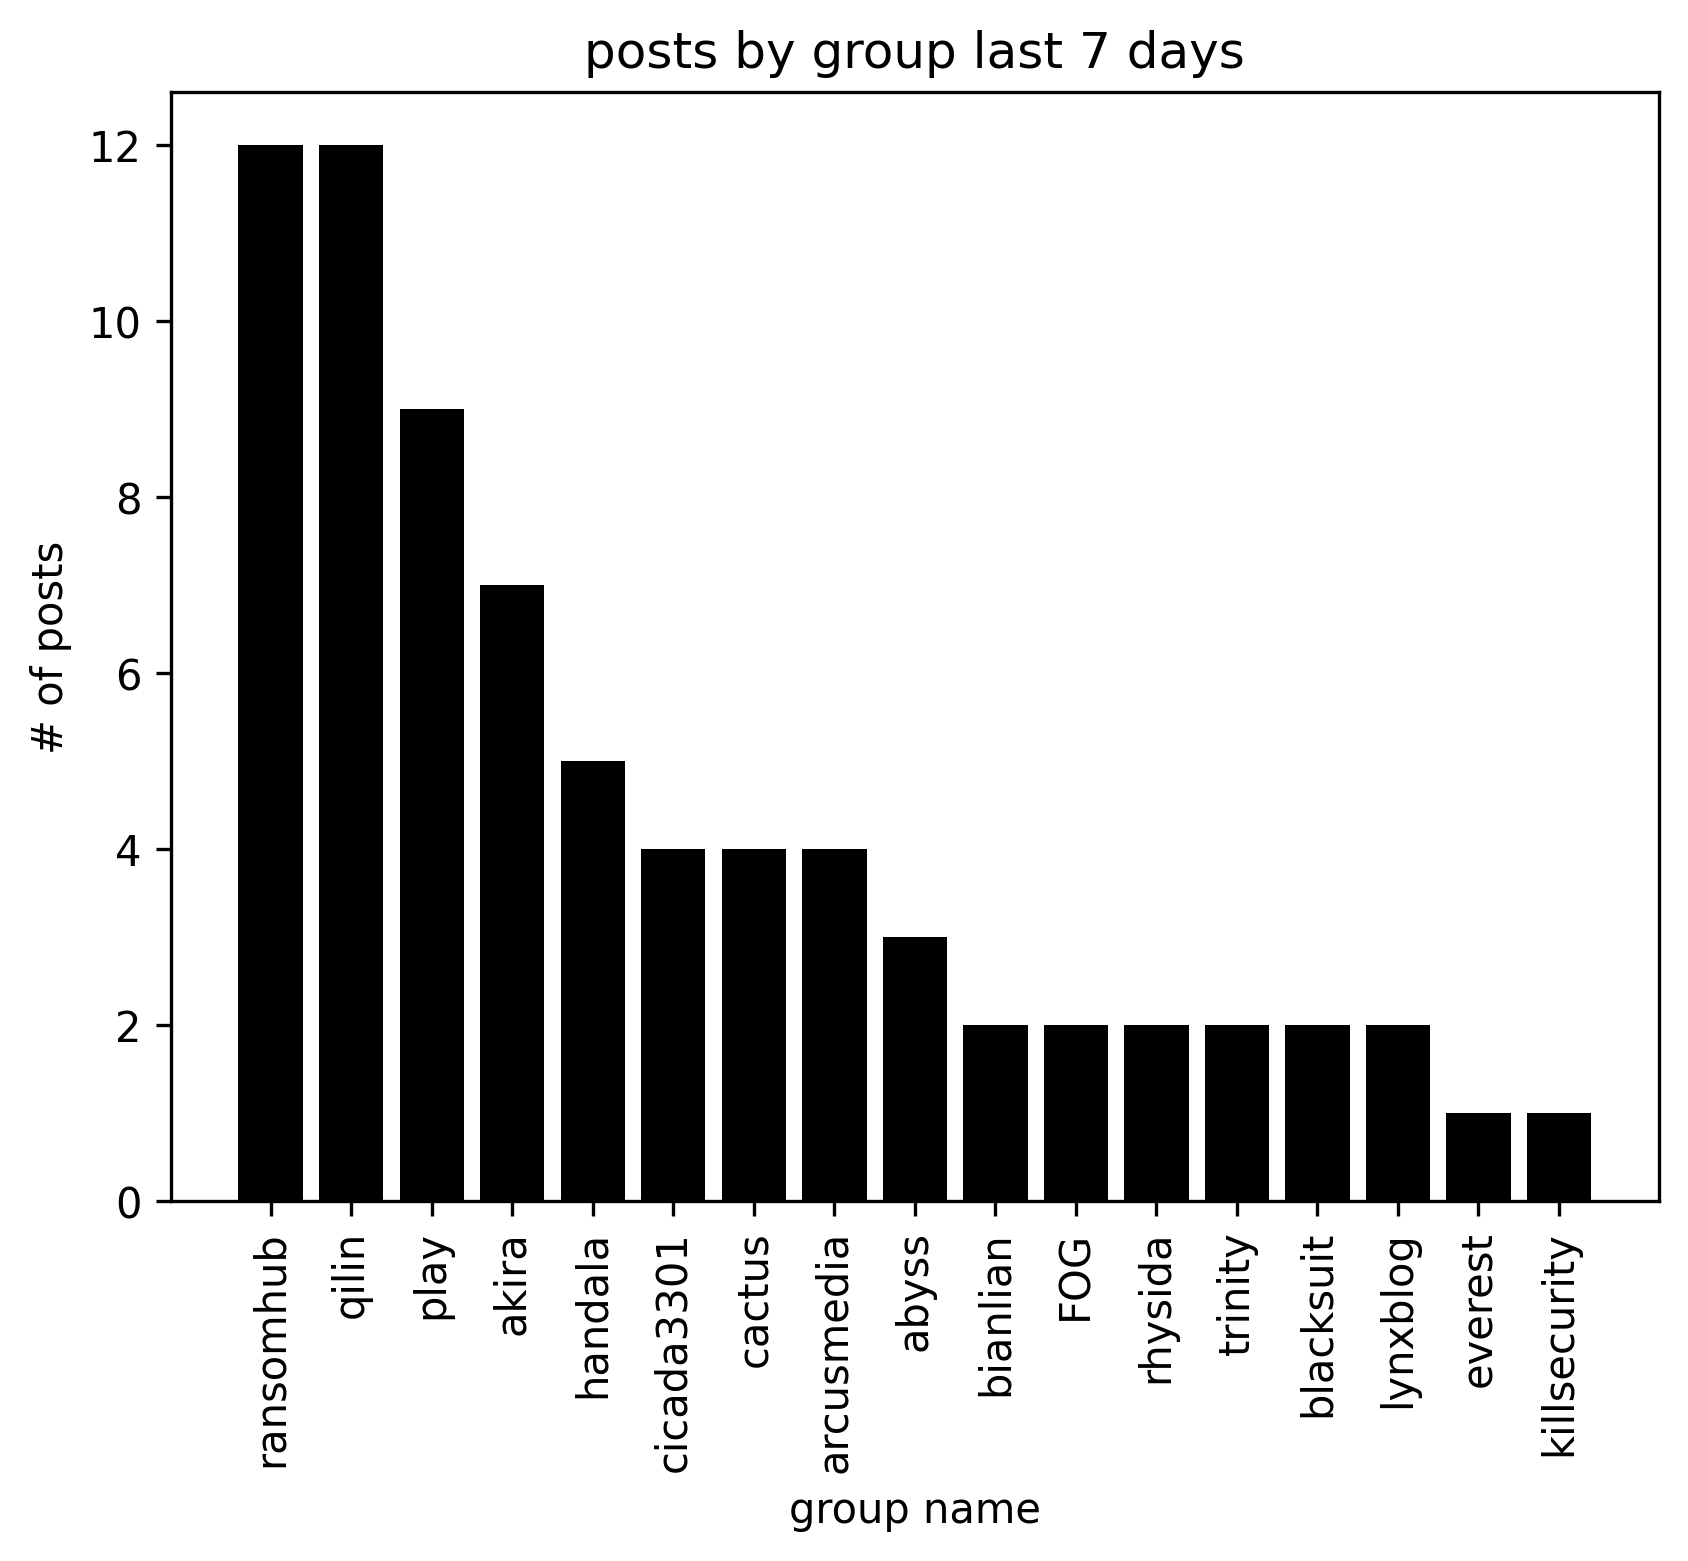 posts by group last 7 days
12
10
8
6
4
2
0
# of posts
ransomhub
qilin
play
akira
handala
cicada3301
cactus
arcusmedia
abyss
bianlian
FOG
rhysida
trinity
blacksuit
lynxblog
everest
killsecurity
group name